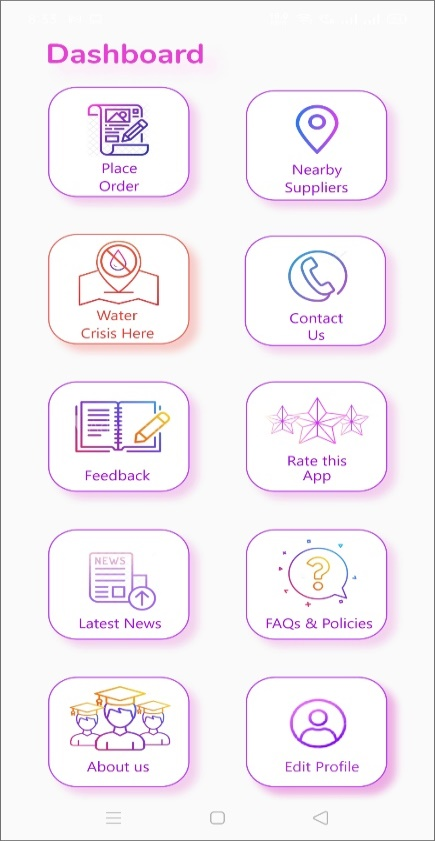 Dashboard
Place
Order
Nearby
Suppliers
Water
Crisis Here
Contact
Us
Feedback
Rate this
App
NEWS
Latest News
FAQs & Policies
About us
Edit Profile